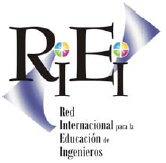 RiEi
Red
Internacional para la
Educación de
Ingenieros